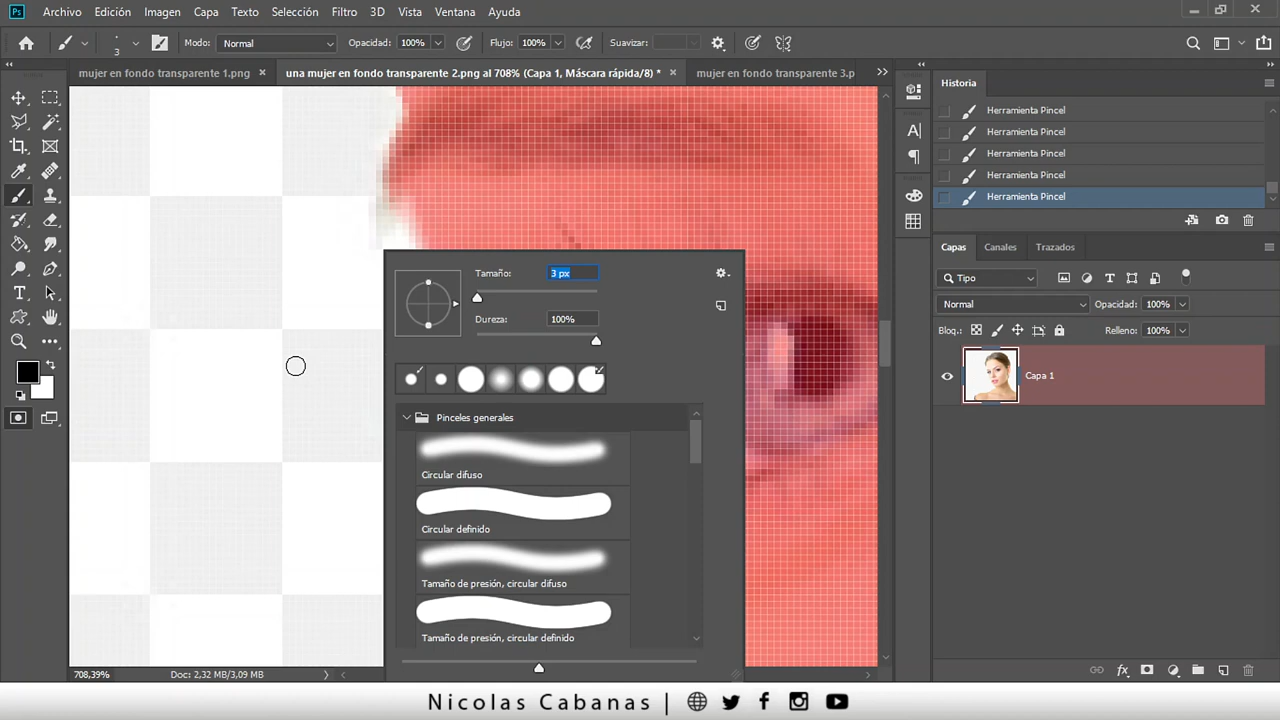 Ps Archivo Edición Imagen Capa Texto Selección Filtro 3D Vista Ventana Ayuda
3 Modo: Normal Opacidad: 100% Flujo: 100% Suavizar:
mujer en fondo transparente 1.png × una mujer en fondo transparente 2.png al 708% (Capa 1, Máscara rápida/8) * × mujer en fondo transparente 3.p
Historia
Herramienta Pincel
Herramienta Pincel
Herramienta Pincel
Herramienta Pincel
Herramienta Pincel
Capas Canales Trazados
Tipo
Normal Opacidad: 100%
Bloq.: Relleno: 100%
Capa 1
Tamaño: 3 px
Dureza: 100%
Pinceles generales
Circular difuso
Circular definido
Tamaño de presión, circular difuso
Tamaño de presión, circular definido
708,39% Doc: 2,32 MB/3,09 MB
Nicolas Cabanas |